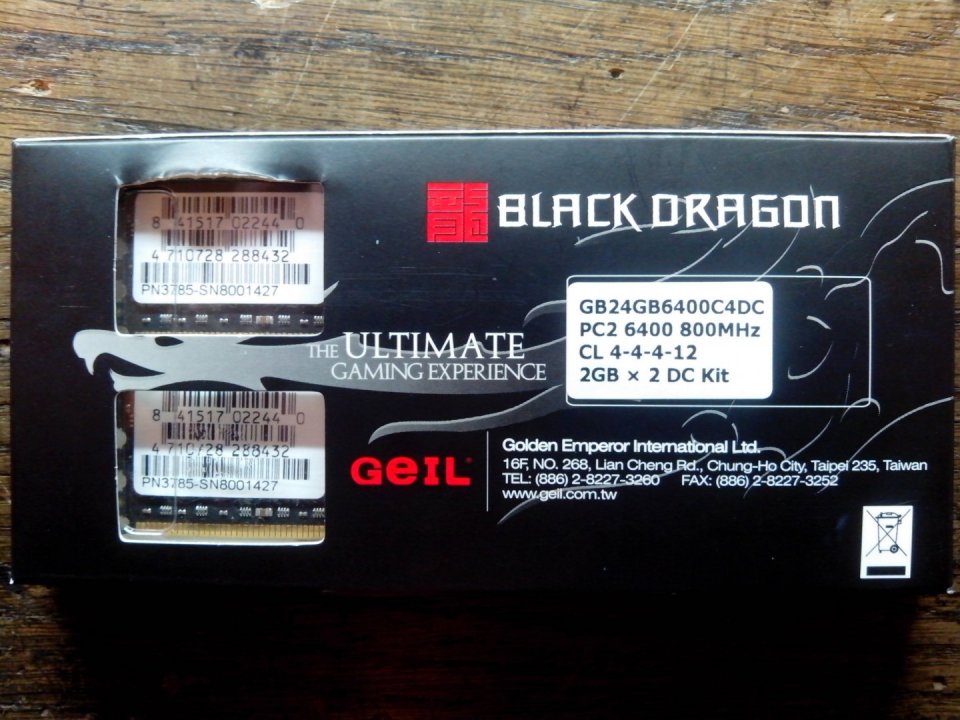 8 41517 02244 0
4 710728 288432
PN3785-SN8001427
龍 BLACK DRAGON
GB24GB6400C4DC
PC2 6400 800MHz
CL 4-4-4-12
2GB × 2 DC Kit
THE ULTIMATE
GAMING EXPERIENCE
8 41517 02244 0
4 710728 288432
PN3785-SN8001427
GeIL
Golden Emperor International Ltd.
16F, NO. 268, Lian Cheng Rd., Chung-Ho City, Taipei 235, Taiwan
TEL: (886) 2-8227-3260 FAX: (886) 2-8227-3252
www.geil.com.tw